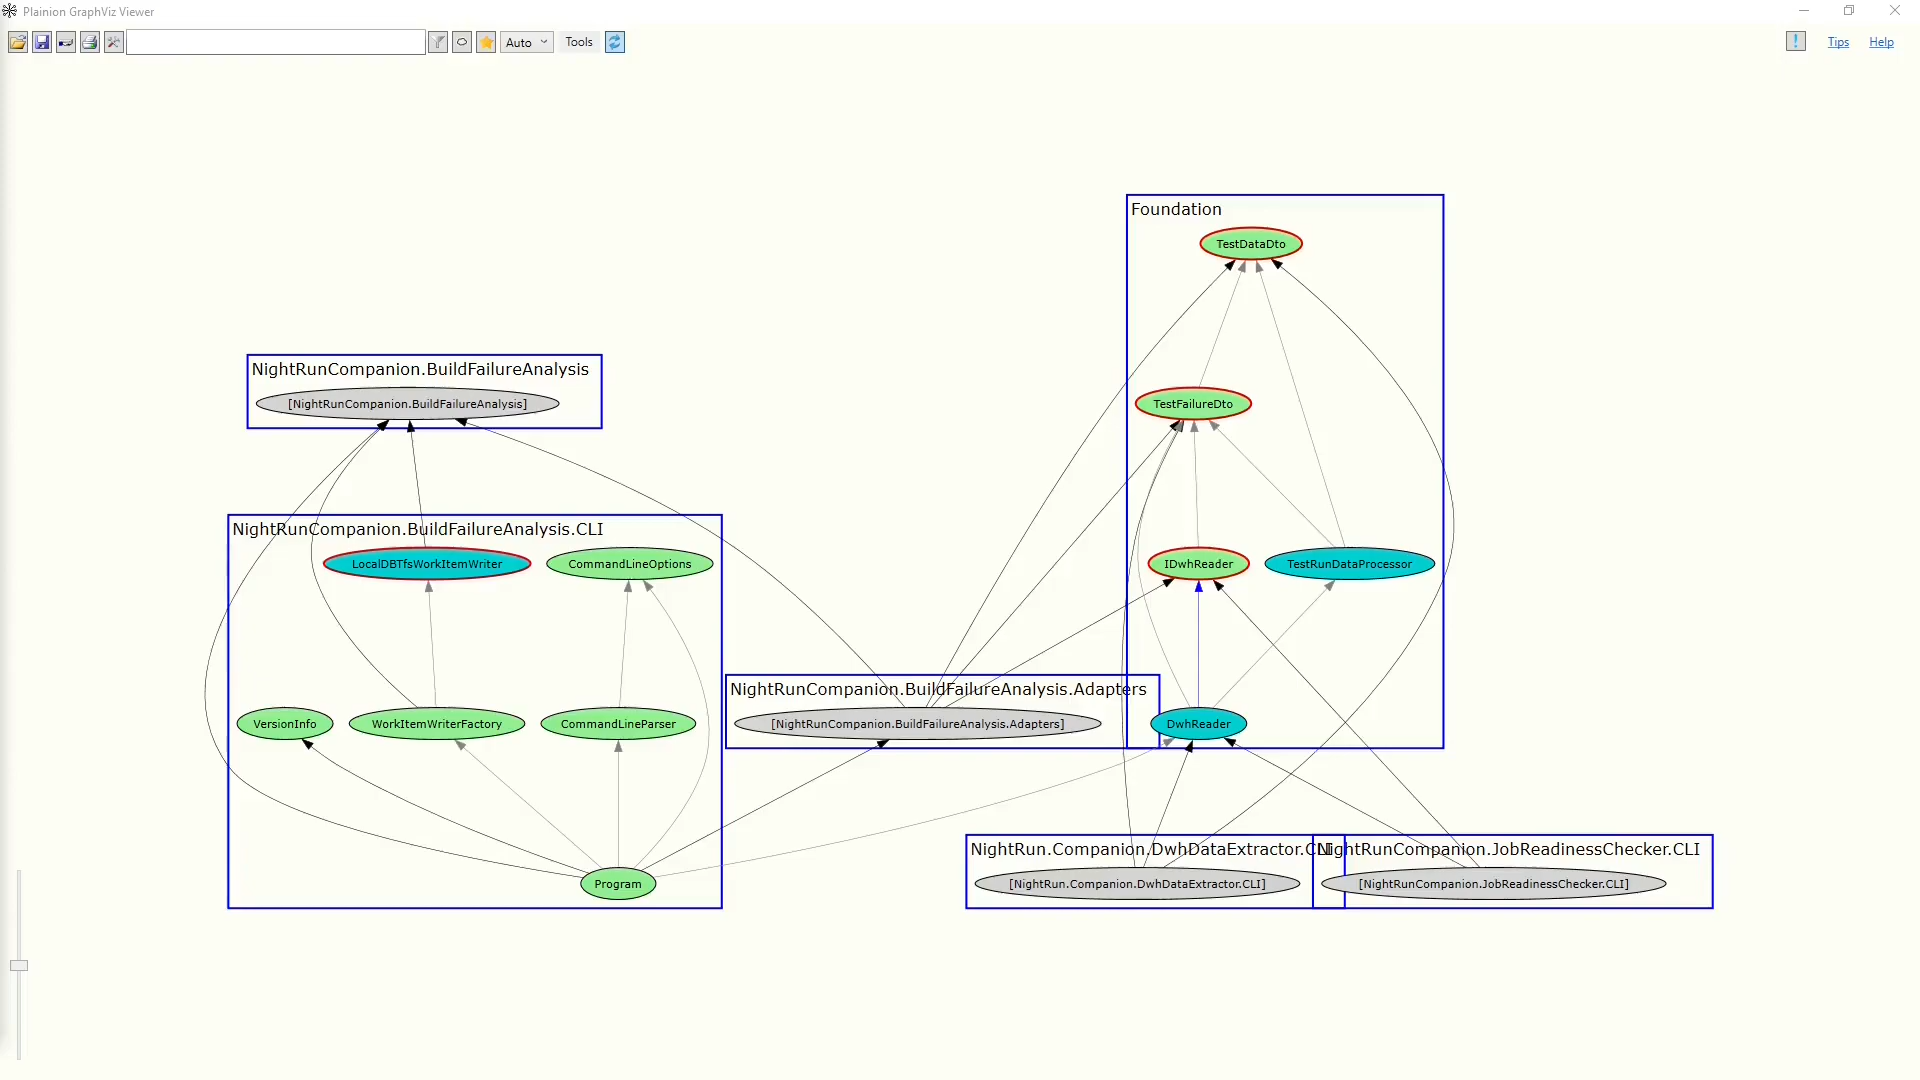 Plainion GraphViz Viewer
Auto
Tools
Tips
Help
Foundation
TestDataDto
NightRunCompanion.BuildFailureAnalysis
[NightRunCompanion.BuildFailureAnalysis]
TestFailureDto
NightRunCompanion.BuildFailureAnalysis.CLI
LocalDBTfsWorkItemWriter
CommandLineOptions
IDwhReader
TestRunDataProcessor
NightRunCompanion.BuildFailureAnalysis.Adapters
VersionInfo
WorkItemWriterFactory
CommandLineParser
[NightRunCompanion.BuildFailureAnalysis.Adapters]
DwhReader
NightRun.Companion.DwhDataExtractor.CLI
NightRunCompanion.JobReadinessChecker.CLI
Program
[NightRun.Companion.DwhDataExtractor.CLI]
[NightRunCompanion.JobReadinessChecker.CLI]